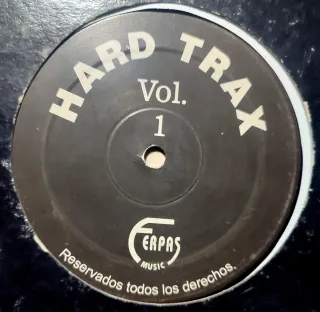 HARD TRAX
Vol.
1
FERPAS
MUSIC
Reservados todos los derechos.